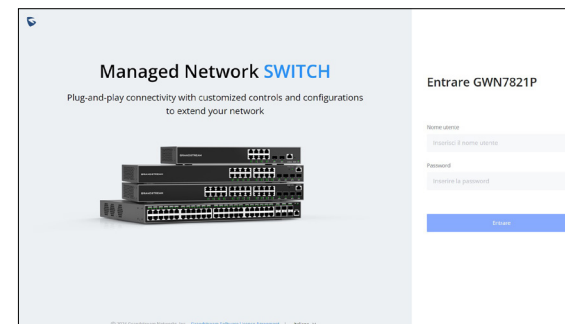 Managed Network SWITCH
Plug-and-play connectivity with customized controls and configurations
to extend your network
Entrare GWN7821P
Nome utente
Inserisci il nome utente
Password
Inserire la password
Entrare